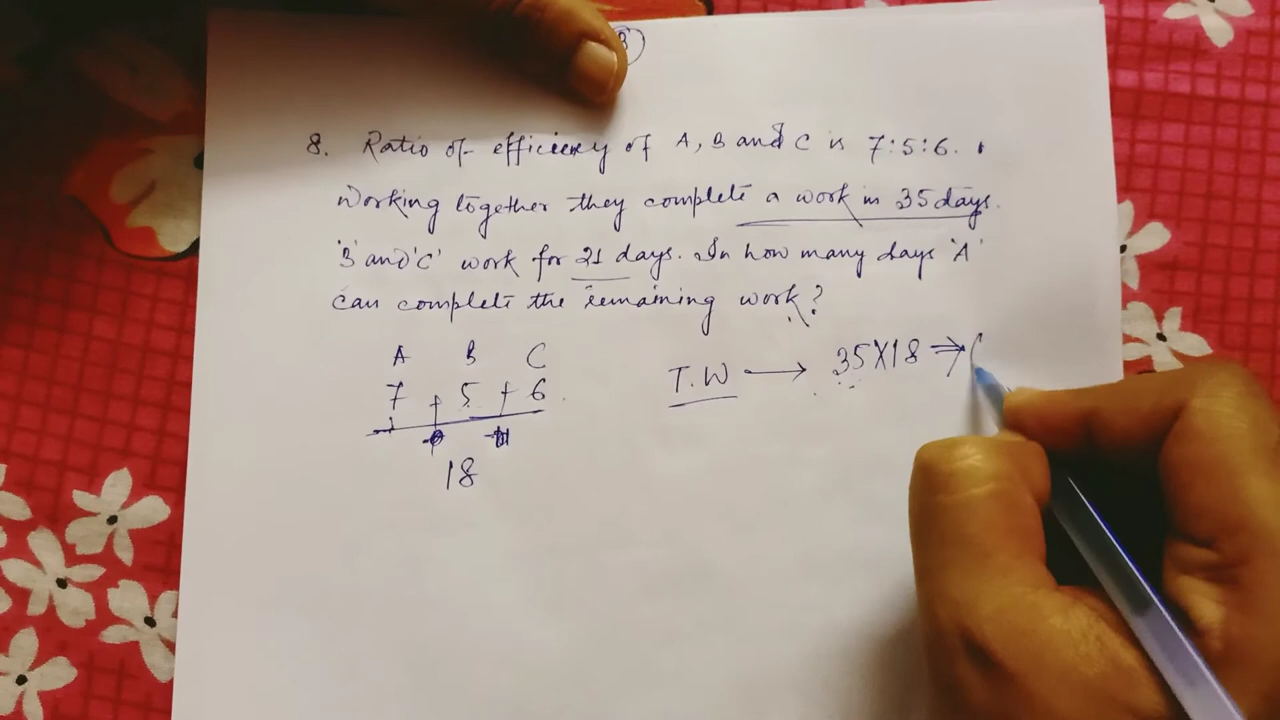 8. Ratio of efficiency of A, B and C is 7:5:6.
Working together they complete a work in 35 days.
'B' and 'C' work for 21 days. In how many days 'A'
can complete the remaining work?
A B C
7 + 5 + 6
18
T.W → 35X18 ⇒